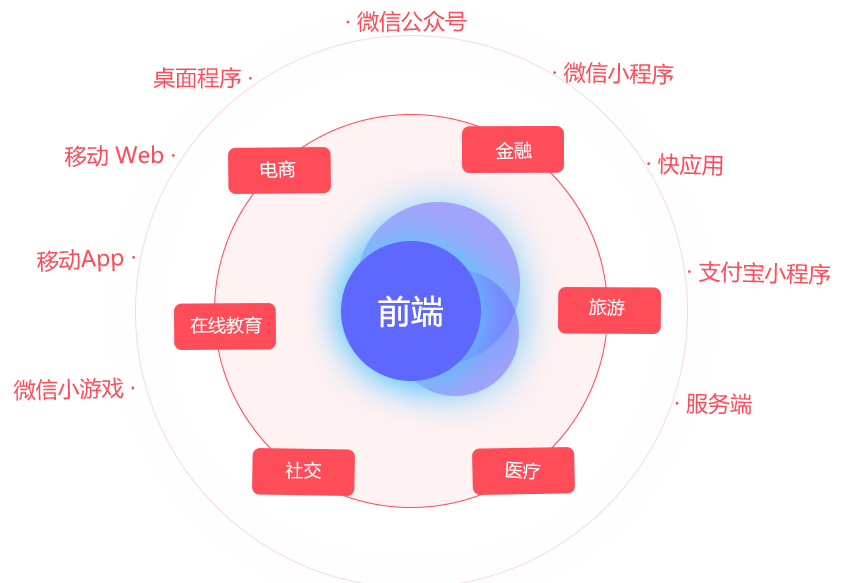 · 微信公众号
桌面程序 ·
· 微信小程序
移动 Web ·
· 快应用
电商
金融
移动App ·
· 支付宝小程序
在线教育
前端
旅游
微信小游戏 ·
· 服务端
社交
医疗